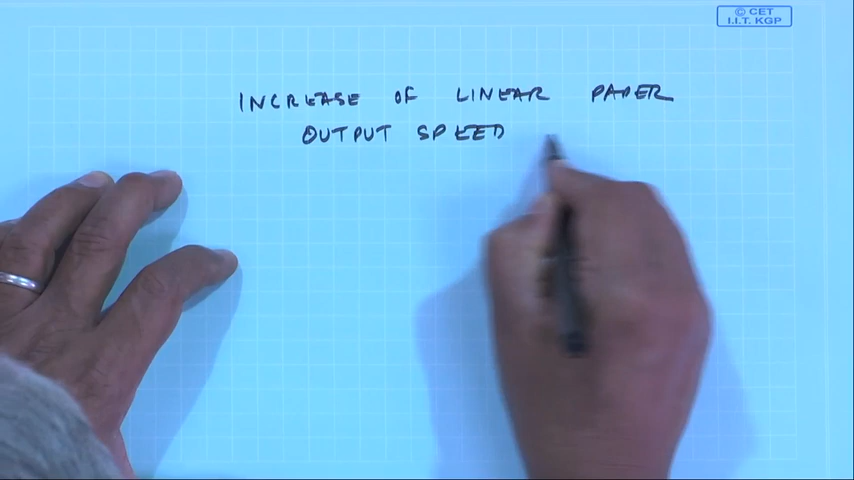 © CET
I.I.T. KGP
INCREASE OF LINEAR PAPER
OUTPUT SPEED